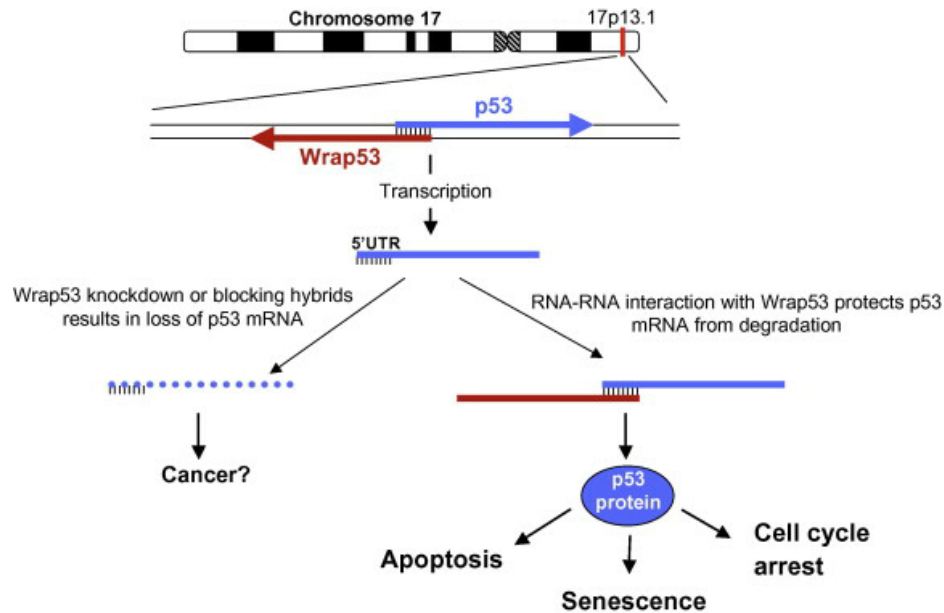 Chromosome 17
17p13.1
p53
Wrap53
Transcription
5'UTR
Wrap53 knockdown or blocking hybrids
results in loss of p53 mRNA
RNA-RNA interaction with Wrap53 protects p53
mRNA from degradation
Cancer?
p53
protein
Apoptosis
Cell cycle
arrest
Senescence